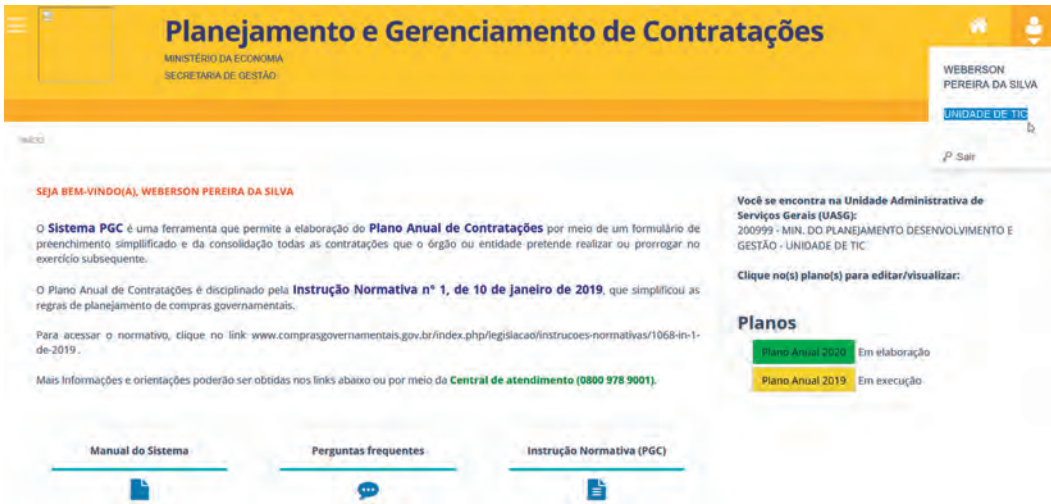 Planejamento e Gerenciamento de Contratações
MINISTÉRIO DA ECONOMIA
SECRETARIA DE GESTÃO
WEBERSON
PEREIRA DA SILVA
UNIDADE DE TIC
Sair
INÍCIO
SEJA BEM-VINDO(A), WEBERSON PEREIRA DA SILVA
O Sistema PGC é uma ferramenta que permite a elaboração do Plano Anual de Contratações por meio de um formulário de
preenchimento simplificado e da consolidação todas as contratações que o órgão ou entidade pretende realizar ou prorrogar no
exercício subsequente.
O Plano Anual de Contratações é disciplinado pela Instrução Normativa nº 1, de 10 de janeiro de 2019, que simplificou as
regras de planejamento de compras governamentais.
Para acessar o normativo, clique no link www.comprasgovernamentais.gov.br/index.php/legislacao/instrucoes-normativas/1068-in-1-
de-2019 .
Mais Informações e orientações poderão ser obtidas nos links abaixo ou por meio da Central de atendimento (0800 978 9001).
Manual do Sistema
Perguntas frequentes
Instrução Normativa (PGC)
Você se encontra na Unidade Administrativa de
Serviços Gerais (UASG):
200999 - MIN. DO PLANEJAMENTO DESENVOLVIMENTO E
GESTÃO - UNIDADE DE TIC
Clique no(s) plano(s) para editar/visualizar:
Planos
Plano Anual 2020 Em elaboração
Plano Anual 2019 Em execução